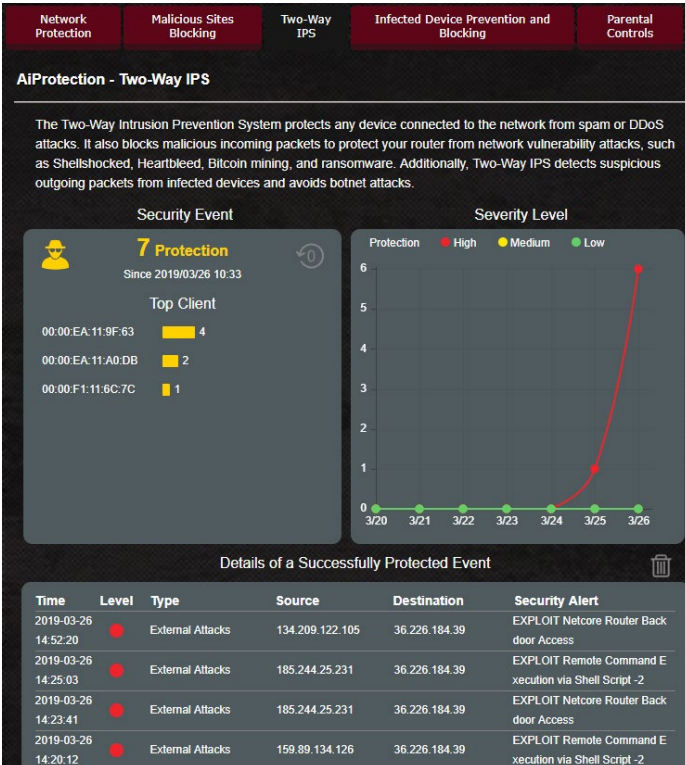 Network Protection
Malicious Sites Blocking
Two-Way IPS
Infected Device Prevention and Blocking
Parental Controls
AiProtection - Two-Way IPS
The Two-Way Intrusion Prevention System protects any device connected to the network from spam or DDoS
attacks. It also blocks malicious incoming packets to protect your router from network vulnerability attacks, such
as Shellshocked, Heartbleed, Bitcoin mining, and ransomware. Additionally, Two-Way IPS detects suspicious
outgoing packets from infected devices and avoids botnet attacks.
Security Event
7 Protection
0
Since 2019/03/26 10:33
Top Client
00:00:EA:11:9F:63 4
00:00:EA:11:A0:DB 2
00:00:F1:11:6C:7C 1
Severity Level
Protection High Medium Low
6
5
4
3
2
1
0
3/20 3/21 3/22 3/23 3/24 3/25 3/26
Details of a Successfully Protected Event
Time Level Type Source Destination Security Alert
2019-03-26
14:52:20
External Attacks 134.209.122.105 36.226.184.39
EXPLOIT Netcore Router Back
door Access
2019-03-26
14:25:03
External Attacks 185.244.25.231 36.226.184.39
EXPLOIT Remote Command E
xecution via Shell Script -2
2019-03-26
14:23:41
External Attacks 185.244.25.231 36.226.184.39
EXPLOIT Netcore Router Back
door Access
2019-03-26
14:20:12
External Attacks 159.89.134.126 36.226.184.39
EXPLOIT Remote Command E
xecution via Shell Script -2